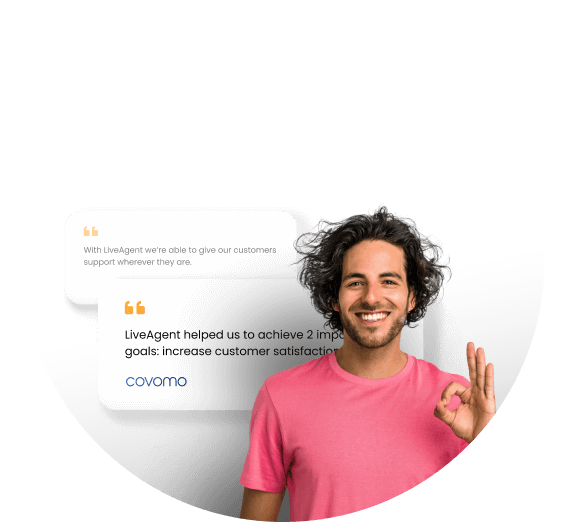 With LiveAgent we're able to give our customers
support wherever they are.
LiveAgent helped us to achieve 2
goals: increase customer satisfaction
covomo